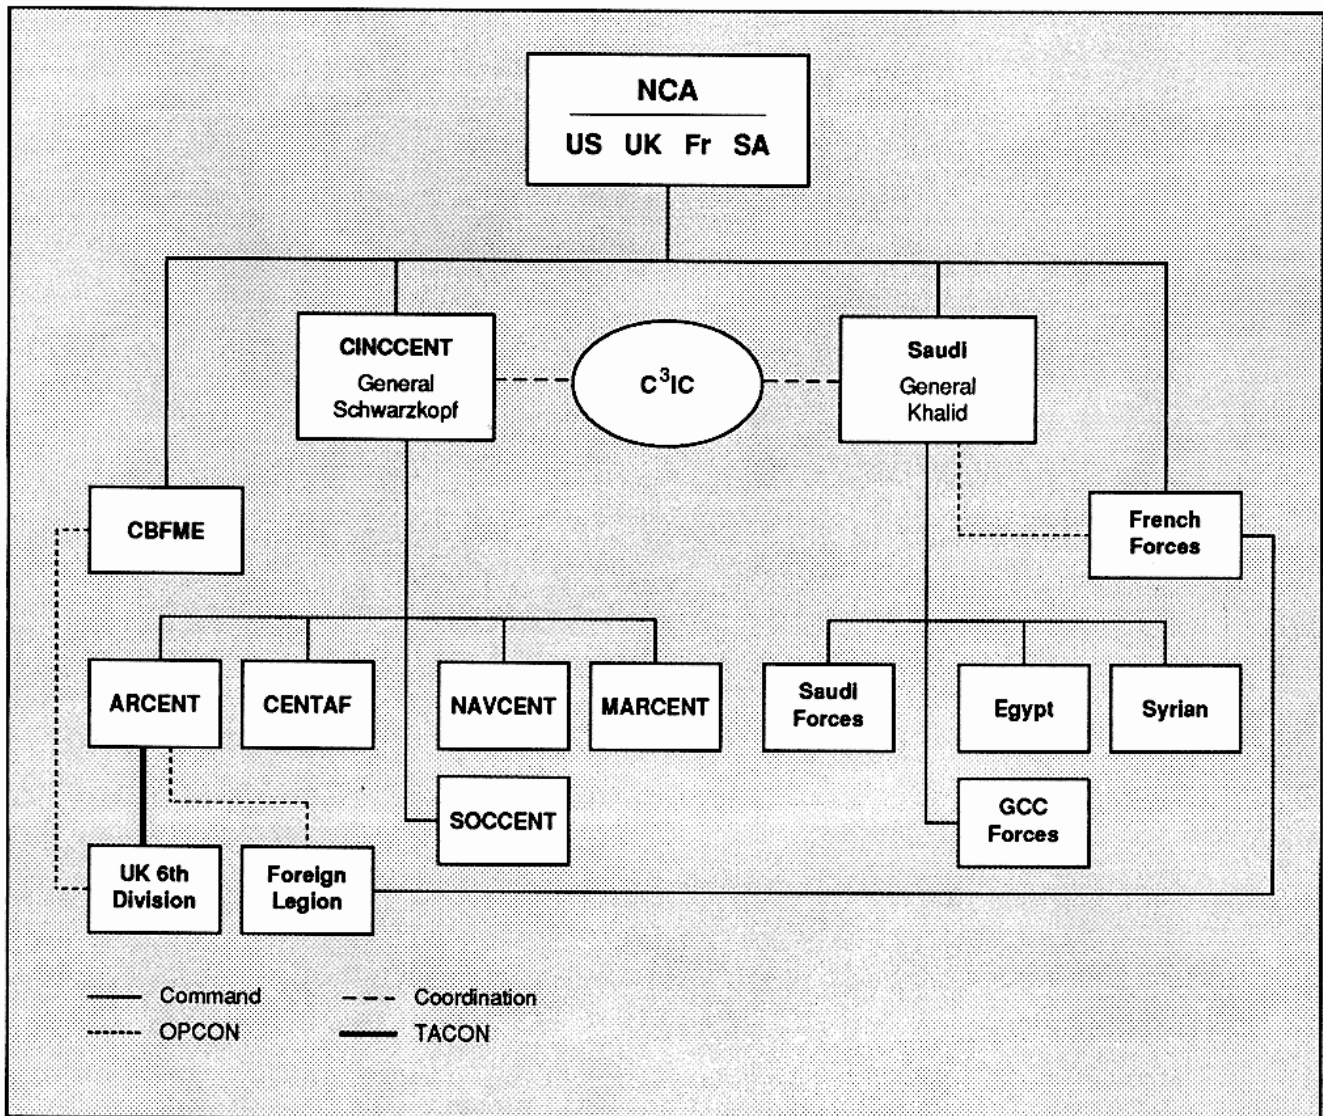 NCA
US UK Fr SA
CINCCENT
General
Schwarzkopf
C³IC
Saudi
General
Khalid
CBFME
French
Forces
ARCENT
CENTAF
NAVCENT
MARCENT
Saudi
Forces
Egypt
Syrian
SOCCENT
GCC
Forces
UK 6th
Division
Foreign
Legion
Command
Coordination
OPCON
TACON